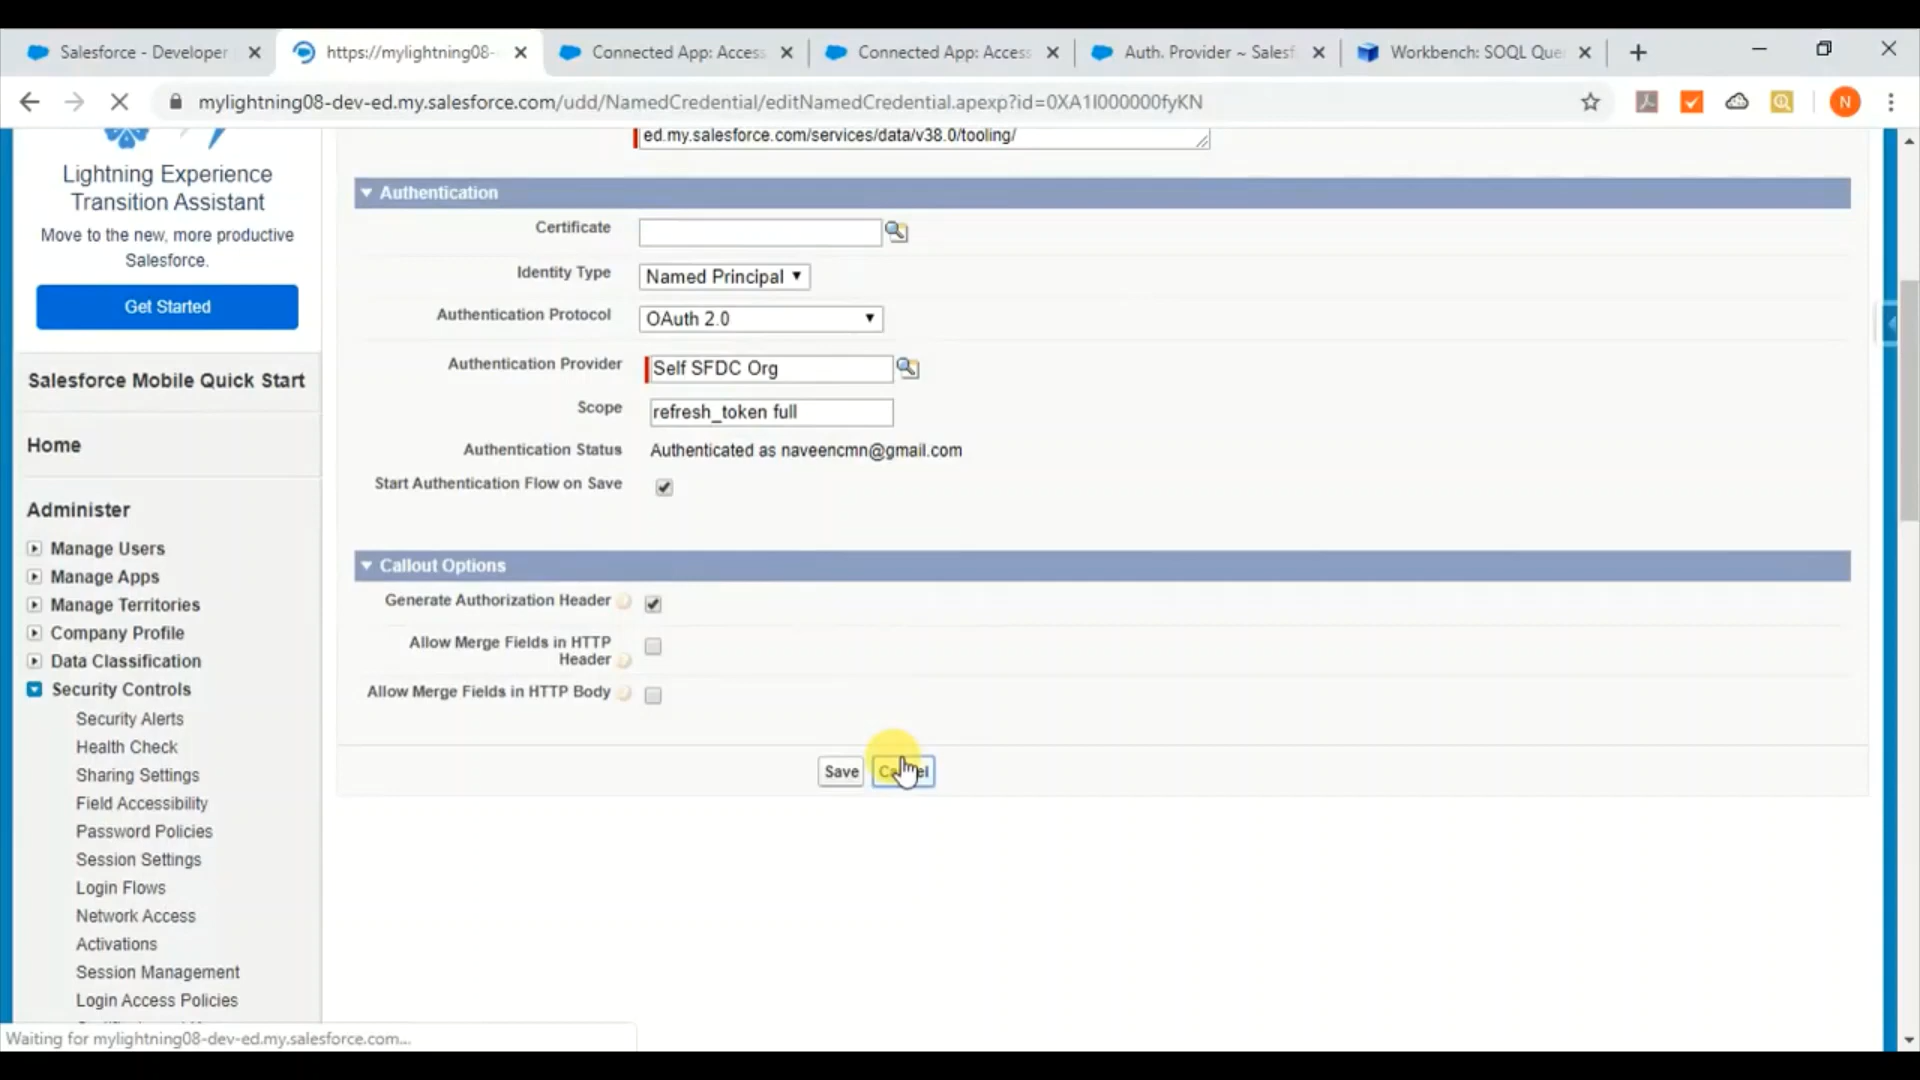 Salesforce - Developer
https://mylightning08-
Connected App: Access
Connected App: Access
Auth. Provider ~ Salesf
Workbench: SOQL Que
mylightning08-dev-ed.my.salesforce.com/udd/NamedCredential/editNamedCredential.apexp?id=0XA1I000000fyKN
N
Lightning Experience
Transition Assistant
Move to the new, more productive
Salesforce.
Get Started
Salesforce Mobile Quick Start
Home
Administer
Manage Users
Manage Apps
Manage Territories
Company Profile
Data Classification
Security Controls
Security Alerts
Health Check
Sharing Settings
Field Accessibility
Password Policies
Session Settings
Login Flows
Network Access
Activations
Session Management
Login Access Policies
ed.my.salesforce.com/services/data/v38.0/tooling/
Authentication
Certificate
Identity Type Named Principal
Authentication Protocol OAuth 2.0
Authentication Provider Self SFDC Org
Scope refresh_token full
Authentication Status Authenticated as naveencmn@gmail.com
Start Authentication Flow on Save
Callout Options
Generate Authorization Header
Allow Merge Fields in HTTP
Header
Allow Merge Fields in HTTP Body
Save
Waiting for mylightning08-dev-ed.my.salesforce.com...